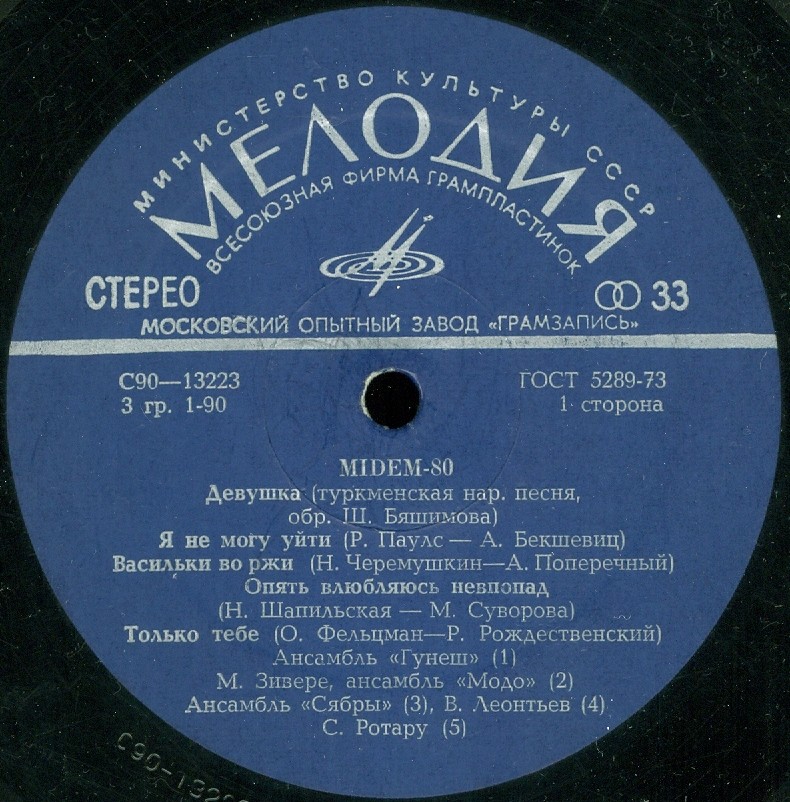 МИНИСТЕРСТВО КУЛЬТУРЫ СССР
МЕЛОДИЯ
ВСЕСОЮЗНАЯ ФИРМА ГРАМПЛАСТИНОК
СТЕРЕО
33
МОСКОВСКИЙ ОПЫТНЫЙ ЗАВОД «ГРАМЗАПИСЬ»
С90—13223
ГОСТ 5289-73
3 гр. 1-90
1 сторона
MIDEM-80
Девушка (туркменская нар. песня,
обр. Ш. Бяшимова)
Я не могу уйти (Р. Паулс — А. Бекшевиц)
Васильки во ржи (Н. Черемушкин—А. Поперечный)
Опять влюбляюсь невпопад
(Н. Шапильская — М. Суворова)
Только тебе (О. Фельцман—Р. Рождественский)
Ансамбль «Гунеш» (1)
М. Зивере, ансамбль «Модо» (2)
Ансамбль «Сябры» (3), В. Леонтьев (4)
С. Ротару (5)